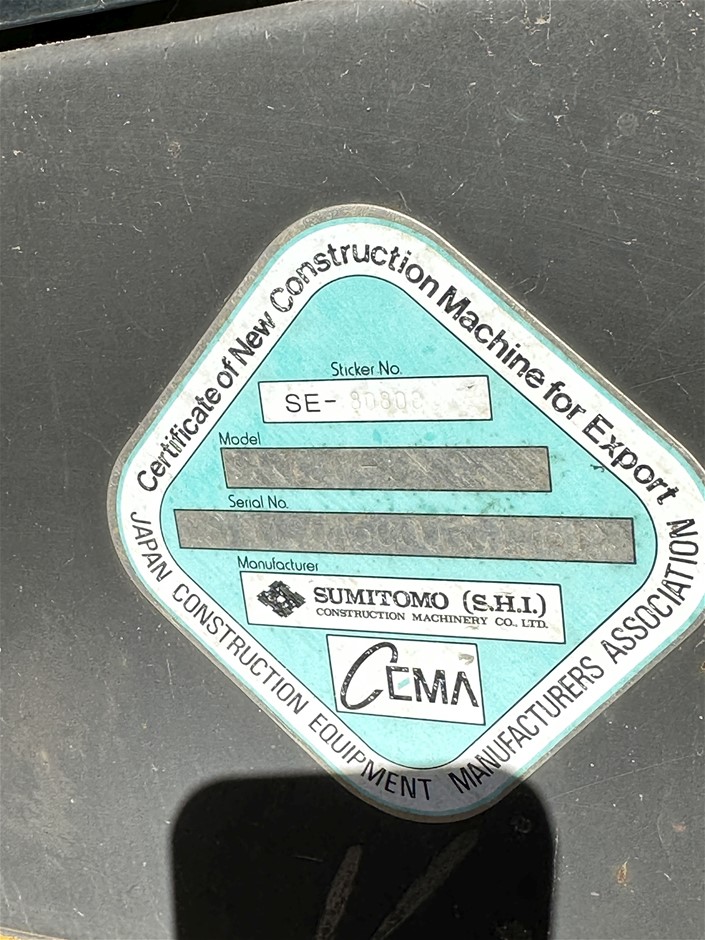 Certificate of New Construction Machine for Export
Sticker No.
SE-
Model
Serial No.
Manufacturer
SUMITOMO (S.H.I.)
CONSTRUCTION MACHINERY CO., LTD.
CEMA
JAPAN CONSTRUCTION EQUIPMENT MANUFACTURERS ASSOCIATION